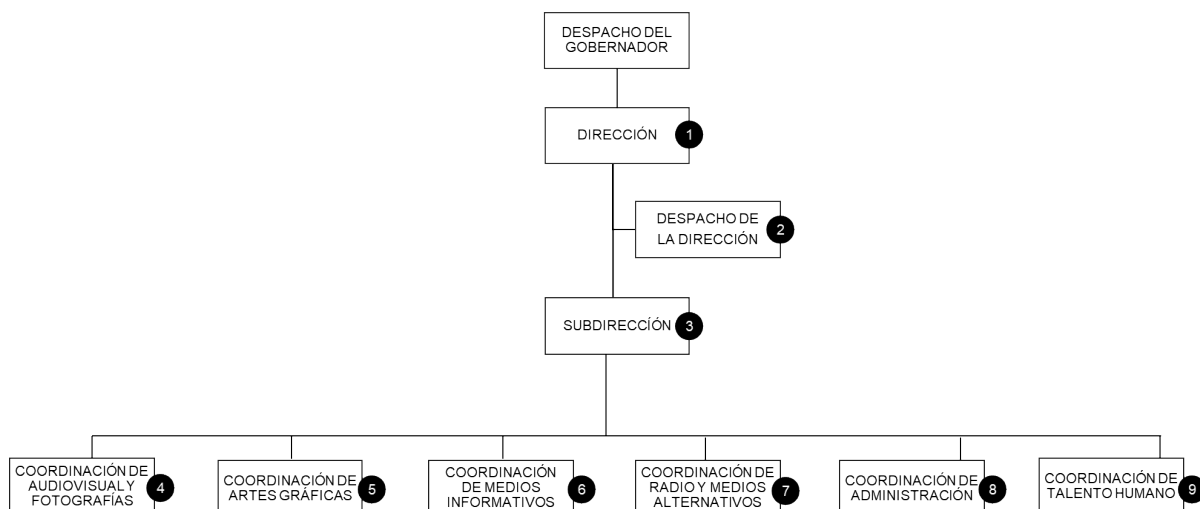 DESPACHO DEL
GOBERNADOR
DIRECCIÓN 1
DESPACHO DE
LA DIRECCIÓN 2
SUBDIRECCÍÓN 3
COORDINACIÓN DE
AUDIOVISUAL Y
FOTOGRAFÍAS 4
COORDINACIÓN DE
ARTES GRÁFICAS 5
COORDINACIÓN
DE MEDIOS
INFORMATIVOS 6
COORDINACIÓN DE
RADIO Y MEDIOS
ALTERNATIVOS 7
COORDINACIÓN DE
ADMINISTRACIÓN 8
COORDINACIÓN DE
TALENTO HUMANO 9